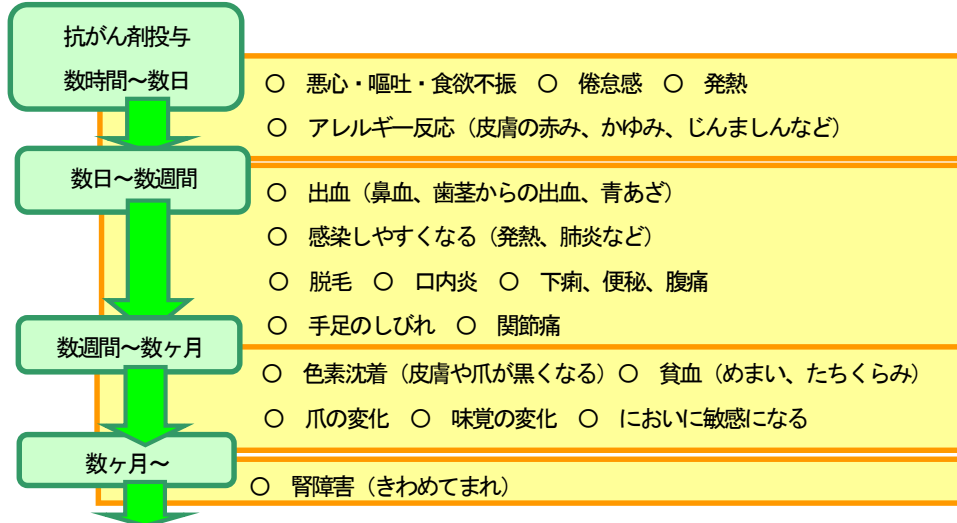 抗がん剤投与
数時間～数日
○ 悪心・嘔吐・食欲不振 ○ 倦怠感 ○ 発熱
○ アレルギー反応（皮膚の赤み、かゆみ、じんましんなど）
数日～数週間
○ 出血（鼻血、歯茎からの出血、青あざ）
○ 感染しやすくなる（発熱、肺炎など）
○ 脱毛 ○ 口内炎 ○ 下痢、便秘、腹痛
○ 手足のしびれ ○ 関節痛
数週間～数ヶ月
○ 色素沈着（皮膚や爪が黒くなる）○ 貧血（めまい、たちくらみ）
○ 爪の変化 ○ 味覚の変化 ○ においに敏感になる
数ヶ月～
○ 腎障害（きわめてまれ）